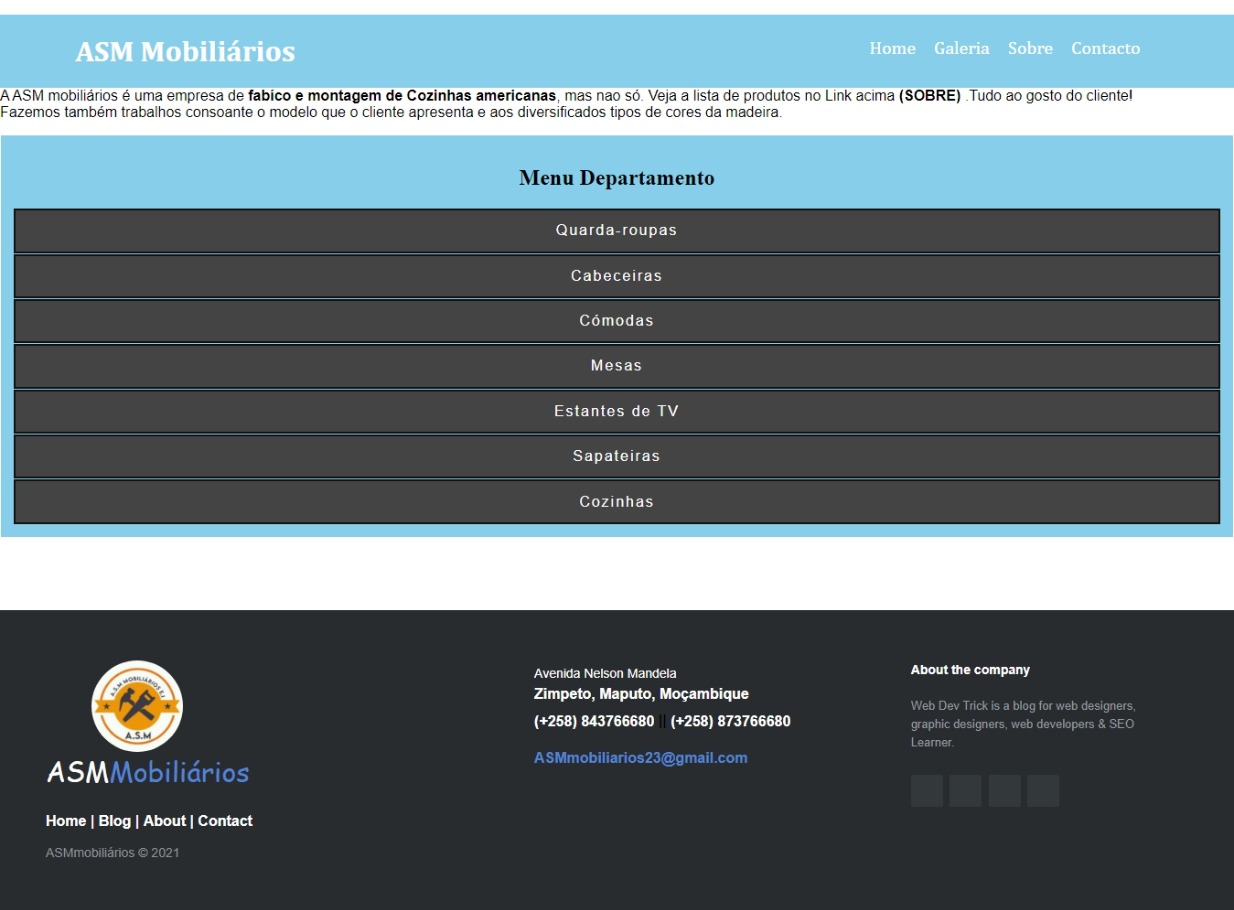 ASM Mobiliários
Home Galeria Sobre Contacto
A ASM mobiliários é uma empresa de fabico e montagem de Cozinhas americanas, mas nao só. Veja a lista de produtos no Link acima (SOBRE) .Tudo ao gosto do cliente!
Fazemos também trabalhos consoante o modelo que o cliente apresenta e aos diversificados tipos de cores da madeira.
Menu Departamento
Quarda-roupas
Cabeceiras
Cómodas
Mesas
Estantes de TV
Sapateiras
Cozinhas
A.S.M MOBILIÁRIOS E.I
A.S.M
ASMMobiliários
Home | Blog | About | Contact
ASMmobiliários © 2021
Avenida Nelson Mandela
Zimpeto, Maputo, Moçambique
(+258) 843766680 || (+258) 873766680
ASMmobiliarios23@gmail.com
About the company
Web Dev Trick is a blog for web designers,
graphic designers, web developers & SEO
Learner.